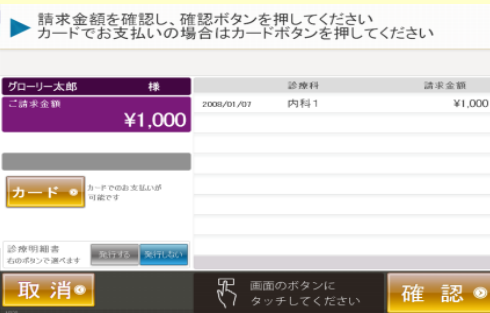 請求金額を確認し、確認ボタンを押してください
カードでお支払いの場合はカードボタンを押してください
グローリー太郎 様
ご請求金額
¥1,000
診療科 請求金額
2008/01/07 内科1 ¥1,000
カード
カードでのお支払いが
可能です
診療明細書
右のボタンで選べます
発行する 発行しない
取 消
画面のボタンに
タッチしてください
確 認